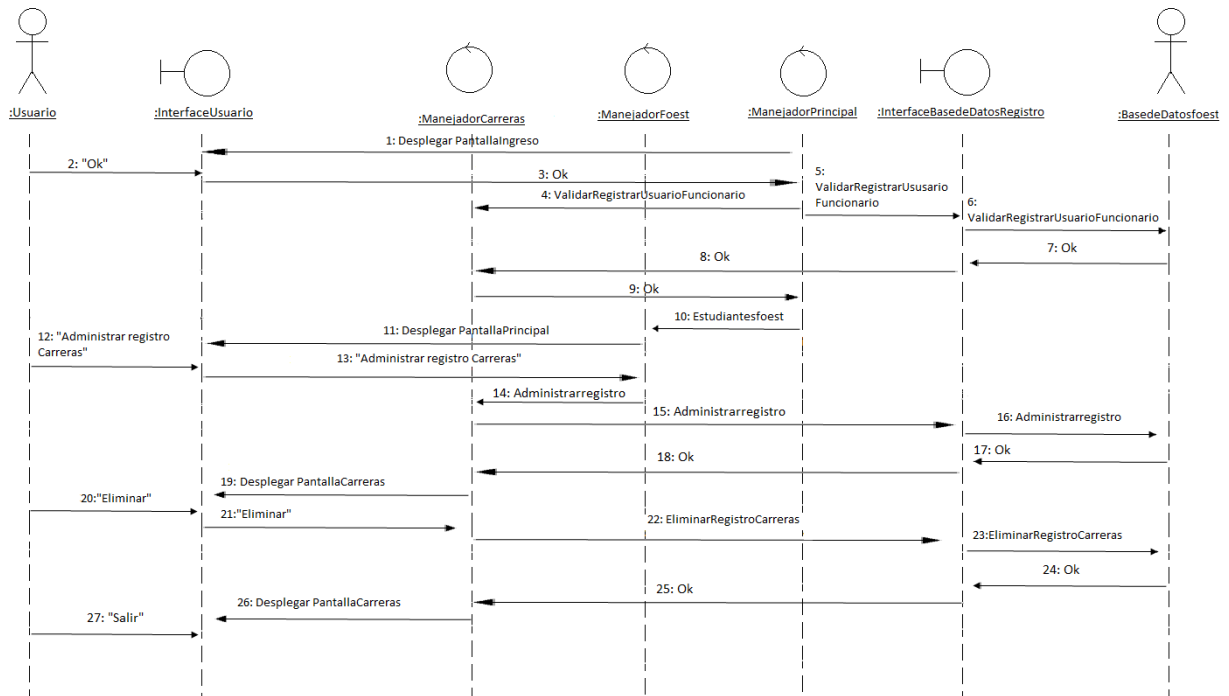 :Usuario
:InterfaceUsuario
:ManejadorCarreras
:ManejadorFoest
:ManejadorPrincipal
:InterfaceBasedeDatosRegistro
:BasedeDatosfoest
1: Desplegar PantallaIngreso
2: "Ok"
3: Ok
4: ValidarRegistrarUsuarioFuncionario
5:
ValidarRegistrarUsusario
Funcionario
6:
ValidarRegistrarUsuarioFuncionario
7: Ok
8: Ok
9: Ok
10: Estudiantesfoest
11: Desplegar PantallaPrincipal
12: "Administrar registro
Carreras"
13: "Administrar registro Carreras"
14: Administrarregistro
15: Administrarregistro
16: Administrarregistro
17: Ok
18: Ok
19: Desplegar PantallaCarreras
20:"Eliminar"
21:"Eliminar"
22: EliminarRegistroCarreras
23:EliminarRegistroCarreras
24: Ok
25: Ok
26: Desplegar PantallaCarreras
27: "Salir"